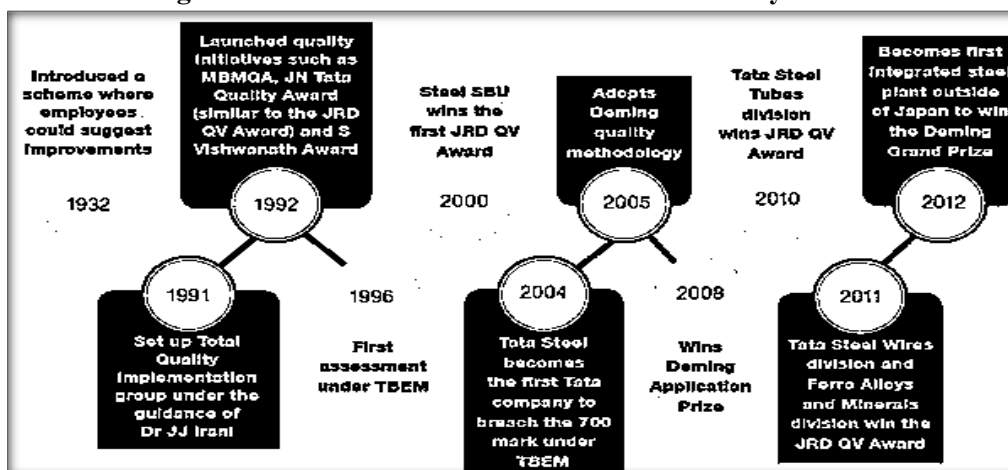 Introduced a
scheme where
employees
could suggest
improvements
1932
1991
Set up Total
Quality
Implementation
group under the
guidance of
Dr JJ Irani
Launched quality
initiatives such as
MBMQA, JN Tata
Quality Award
(similar to the JRD
QV Award) and S
Vishwanath Award
1992
1996
First
assessment
under TBEM
Steel SBU
wins the
first JRD QV
Award
2000
2004
Tata Steel
becomes
the first Tata
company to
breach the 700
mark under
TBEM
Adopts
Deming
quality
methodology
2005
2008
Wins
Deming
Application
Prize
Tata Steel
Tubes
division
wins JRD QV
Award
2010
2011
Tata Steel Wires
division and
Ferro Alloys
and Minerals
division win the
JRD QV Award
Becomes first
integrated steel
plant outside
of Japan to win
the Deming
Grand Prize
2012